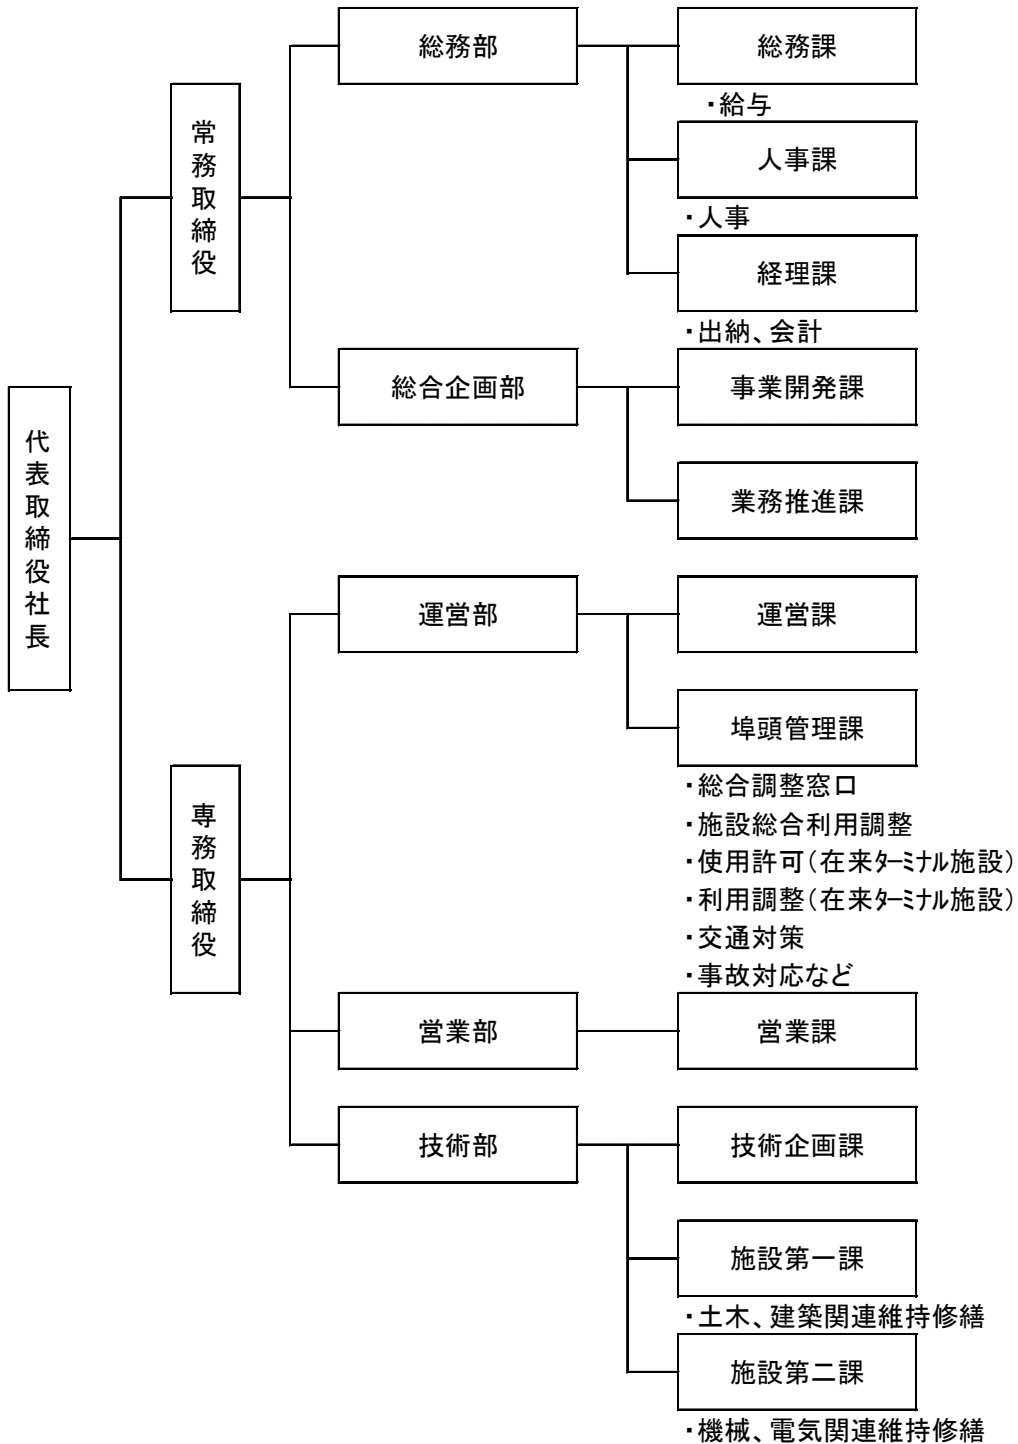 代表取締役社長
常務取締役
総務部
総務課
・給与
人事課
・人事
経理課
・出納、会計
総合企画部
事業開発課
業務推進課
専務取締役
運営部
運営課
埠頭管理課
・総合調整窓口
・施設総合利用調整
・使用許可（在来ターミナル施設）
・利用調整（在来ターミナル施設）
・交通対策
・事故対応など
営業部
営業課
技術部
技術企画課
施設第一課
・土木、建築関連維持修繕
施設第二課
・機械、電気関連維持修繕